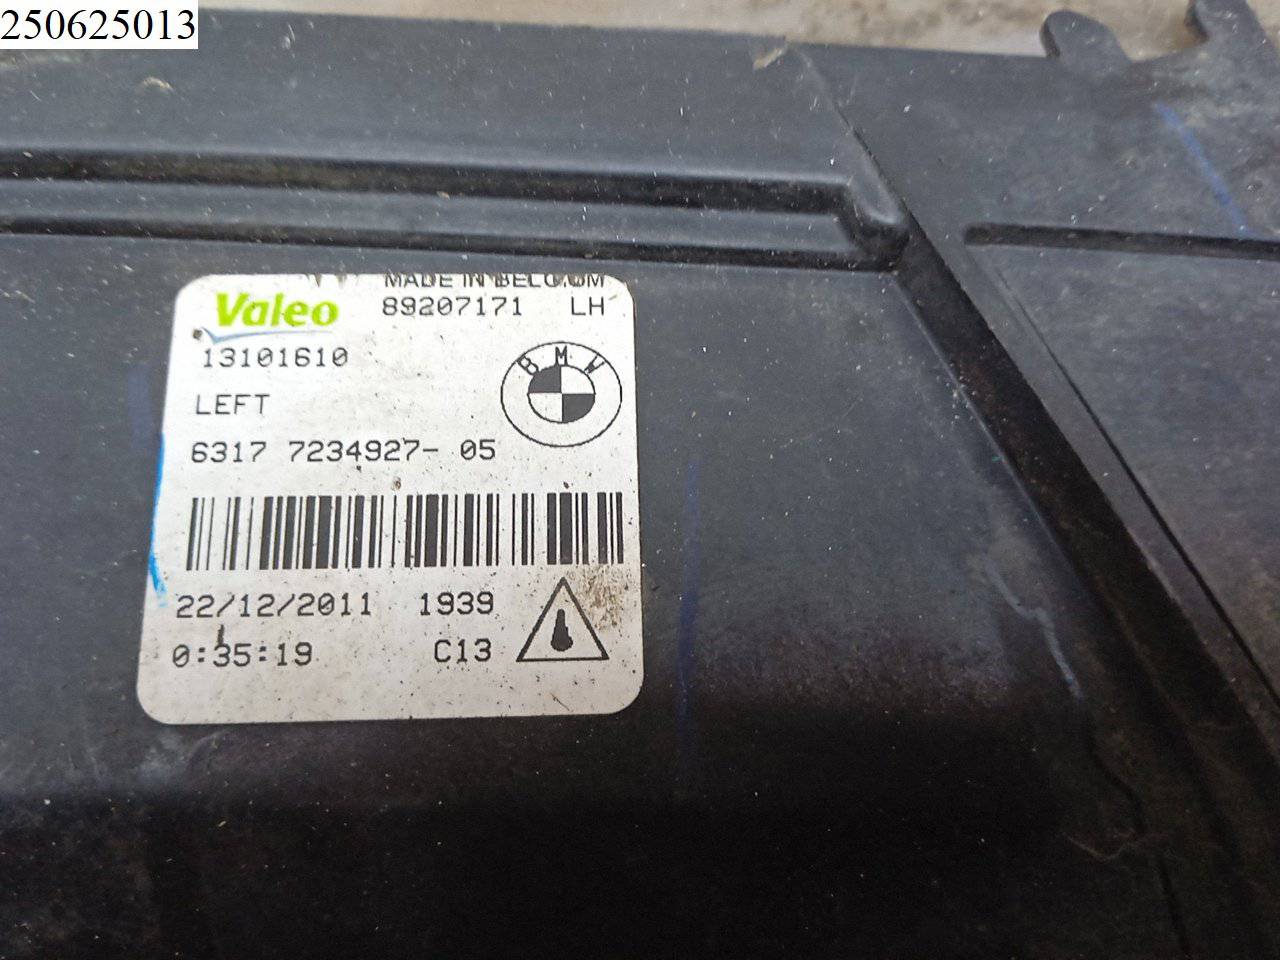 250625013
MADE IN BELGIUM
Valeo 89207171 LH
13101610
BMW
LEFT
6317 7234927- 05
22/12/2011 1939
0:35:19 C13